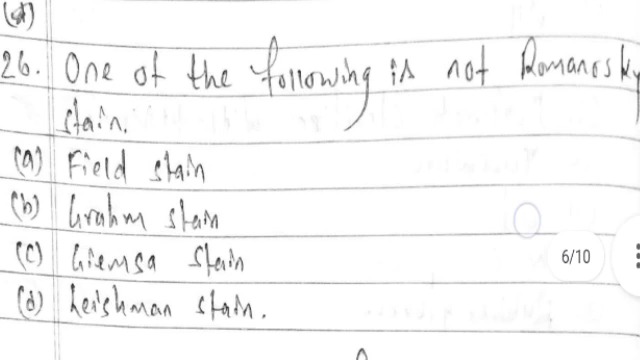 (d)
26. One of the following is not Romanosky
stain.
(a) Field stain
(b) Grahm stain
(c) Giemsa stain
6/10
(d) Leishman stain.